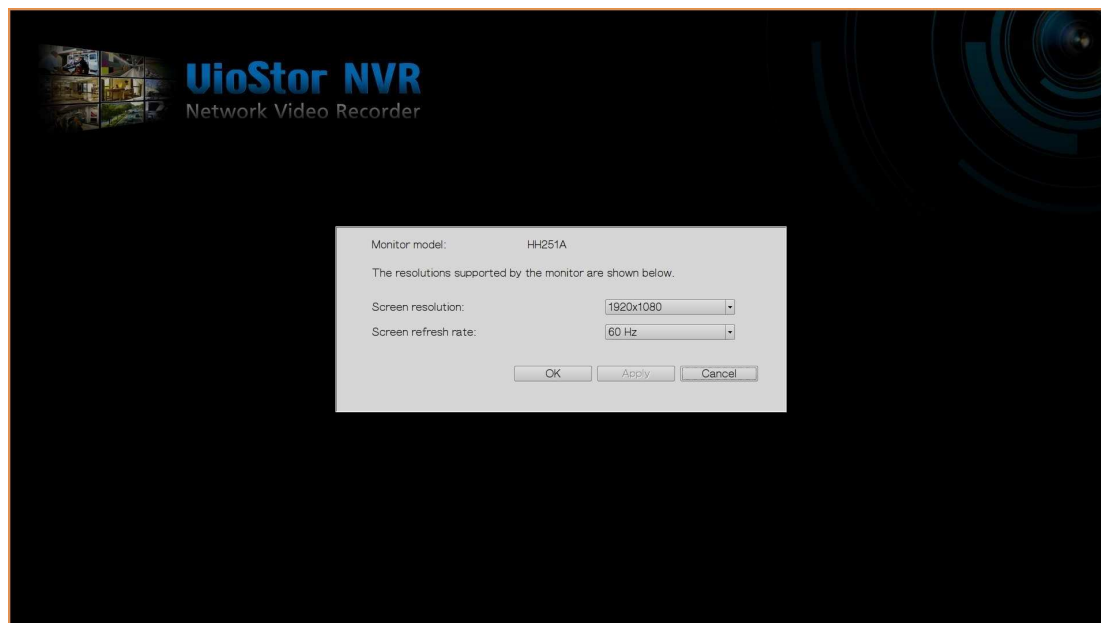 VioStor NVR
Network Video Recorder
Monitor model: HH251A
The resolutions supported by the monitor are shown below.
Screen resolution: 1920x1080
Screen refresh rate: 60 Hz
OK Apply Cancel